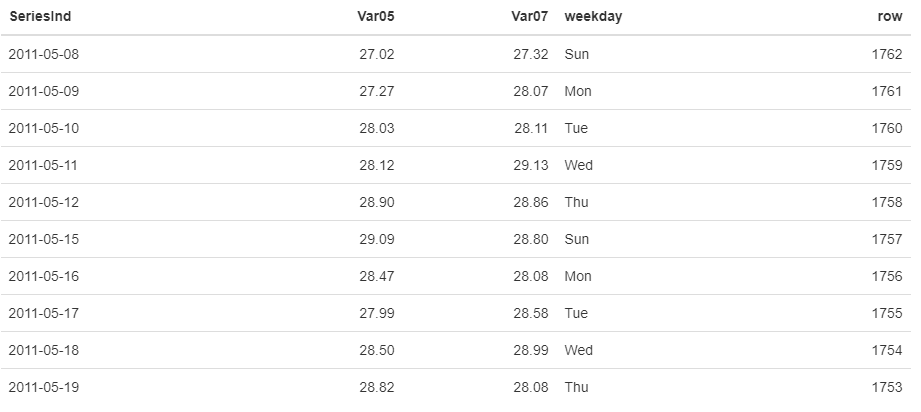 SeriesInd Var05 Var07 weekday row
2011-05-08 27.02 27.32 Sun 1762
2011-05-09 27.27 28.07 Mon 1761
2011-05-10 28.03 28.11 Tue 1760
2011-05-11 28.12 29.13 Wed 1759
2011-05-12 28.90 28.86 Thu 1758
2011-05-15 29.09 28.80 Sun 1757
2011-05-16 28.47 28.08 Mon 1756
2011-05-17 27.99 28.58 Tue 1755
2011-05-18 28.50 28.99 Wed 1754
2011-05-19 28.82 28.08 Thu 1753